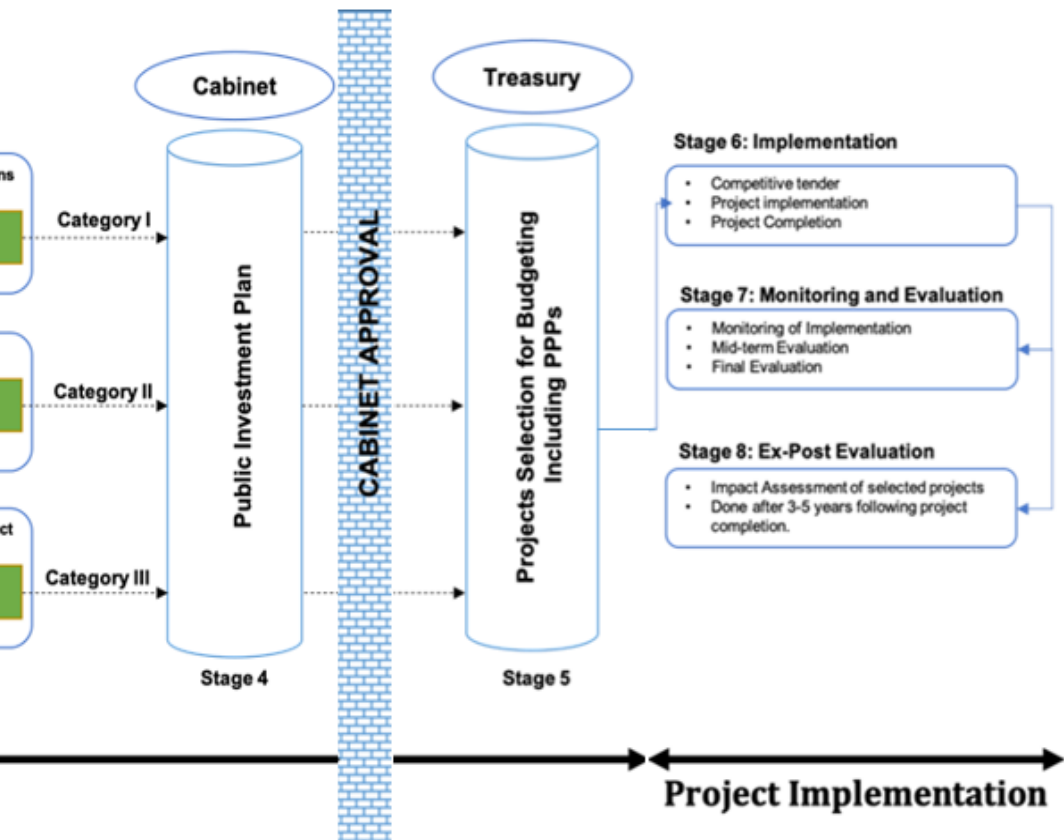 ns
Category I
Category II
ct
Category III
Cabinet
Public Investment Plan
Stage 4
CABINET APPROVAL
Treasury
Projects Selection for Budgeting
Including PPPs
Stage 5
Stage 6: Implementation
• Competitive tender
• Project implementation
• Project Completion
Stage 7: Monitoring and Evaluation
• Monitoring of Implementation
• Mid-term Evaluation
• Final Evaluation
Stage 8: Ex-Post Evaluation
• Impact Assessment of selected projects
• Done after 3-5 years following project
completion.
Project Implementation